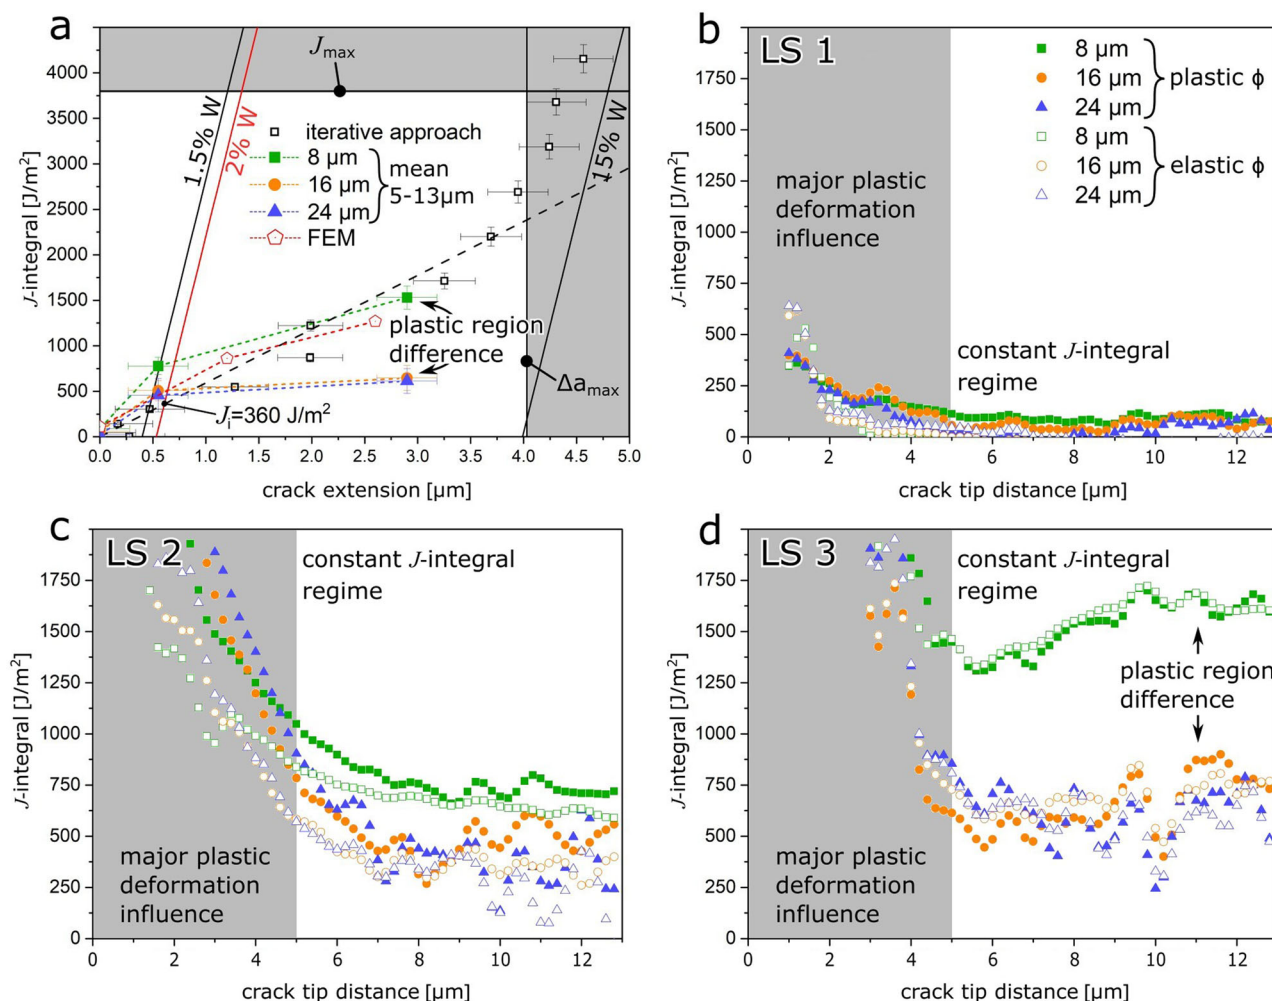 a
J-integral [J/m²]
4000
3500
3000
2500
2000
1500
1000
500
0
0.0 0.5 1.0 1.5 2.0 2.5 3.0 3.5 4.0 4.5 5.0
crack extension [μm]
Jmax
1.5% W
2% W
15% W
iterative approach
8 μm
16 μm
24 μm
mean
5-13μm
FEM
plastic region
difference
Δamax
Ji=360 J/m²
b
LS 1
J-integral [J/m²]
1750
1500
1250
1000
750
500
250
0
0 2 4 6 8 10 12
crack tip distance [μm]
8 μm
16 μm
24 μm
plastic ϕ
8 μm
16 μm
24 μm
elastic ϕ
major plastic
deformation
influence
constant J-integral
regime
c
LS 2
J-integral [J/m²]
1750
1500
1250
1000
750
500
250
0
0 2 4 6 8 10 12
crack tip distance [μm]
constant J-integral
regime
major plastic
deformation
influence
d
LS 3
J-integral [J/m²]
1750
1500
1250
1000
750
500
250
0
0 2 4 6 8 10 12
crack tip distance [μm]
constant J-integral
regime
plastic region
difference
major plastic
deformation
influence